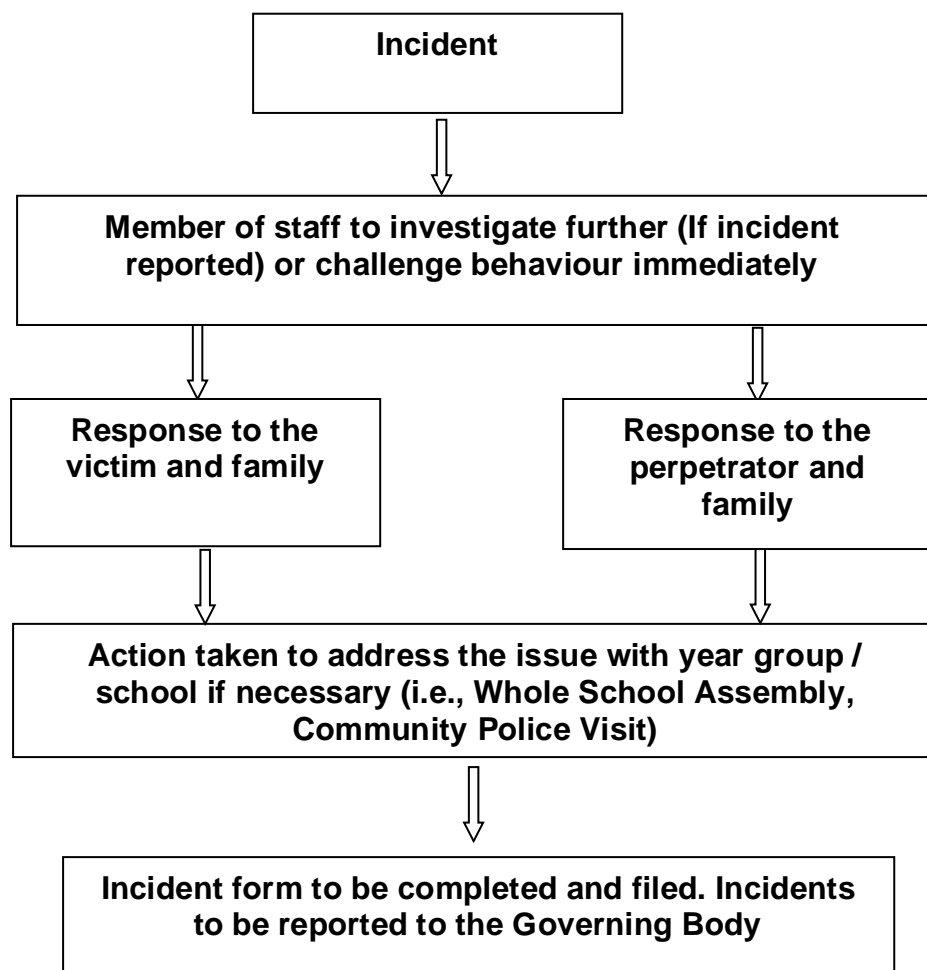 Incident
Member of staff to investigate further (If incident
reported) or challenge behaviour immediately
Response to the
victim and family
Response to the
perpetrator and
family
Action taken to address the issue with year group /
school if necessary (i.e., Whole School Assembly,
Community Police Visit)
Incident form to be completed and filed. Incidents
to be reported to the Governing Body